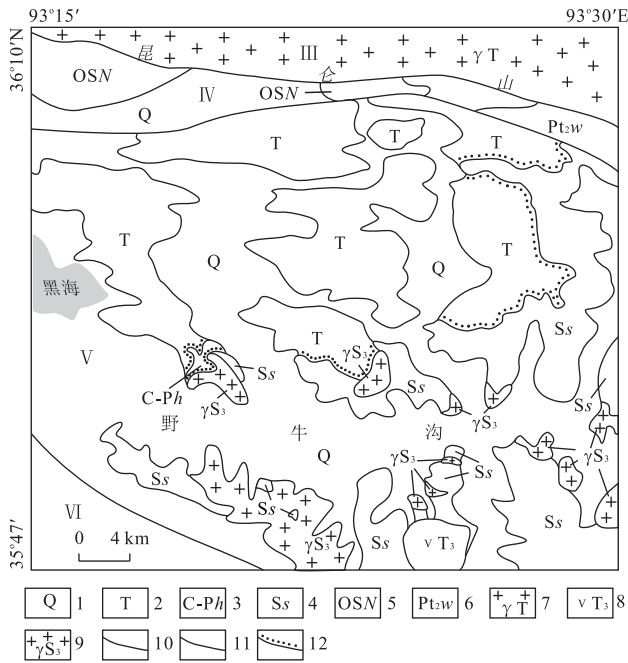 93°15′ 93°30′E
36°10′N
昆 III γT
OSN 仑 山
IV OSN
Q Pt₂w
T T T
T Q T Q T
黑海
Ss
T γS₃
V Ss Ss
C-Ph γS₃ γS₃ Ss
野 牛 沟
Q γS₃ Ss γS₃
Ss
VI Ss
γS₃ Ss νT₃ Ss
0 4 km
35°47′
Q 1 T 2 C-Ph 3 Ss 4 OSN 5 Pt₂w 6 γT 7 νT₃ 8
γS₃ 9 10 11 12